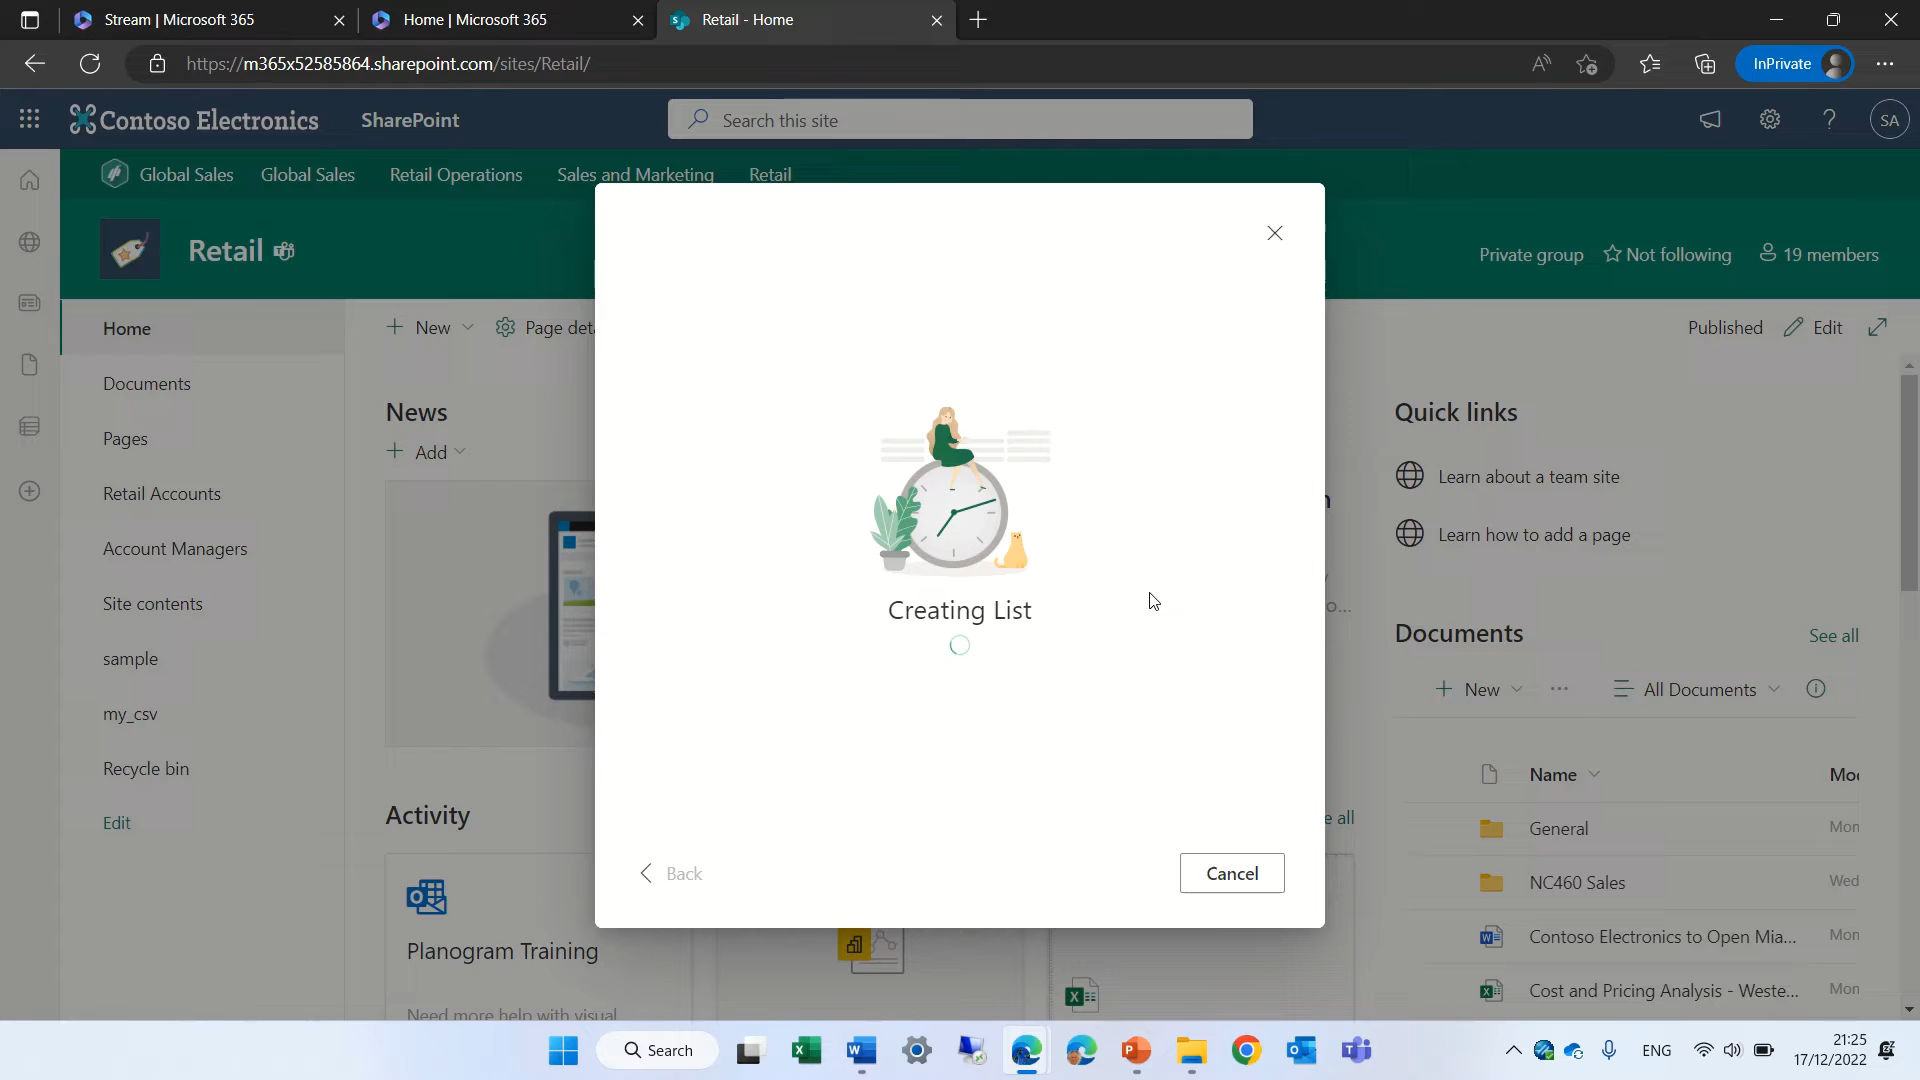 Stream | Microsoft 365
Home | Microsoft 365
Retail - Home
https://m365x52585864.sharepoint.com/sites/Retail/
InPrivate
Contoso Electronics
SharePoint
Search this site
SA
Global Sales
Global Sales
Retail Operations
Sales and Marketing
Retail
Retail
Private group
Not following
19 members
Home
Documents
Pages
Retail Accounts
Account Managers
Site contents
sample
my_csv
Recycle bin
Edit
New
Page deta
Published
Edit
News
Add
Activity
e all
Planogram Training
Need more help with visual
Creating List
Back
Cancel
Quick links
Learn about a team site
Learn how to add a page
Documents
See all
New
All Documents
Name
Mod
General
Mon
NC460 Sales
Wed
Contoso Electronics to Open Mia...
Mon
Cost and Pricing Analysis - Weste...
Mon
Search
ENG
21:25
17/12/2022